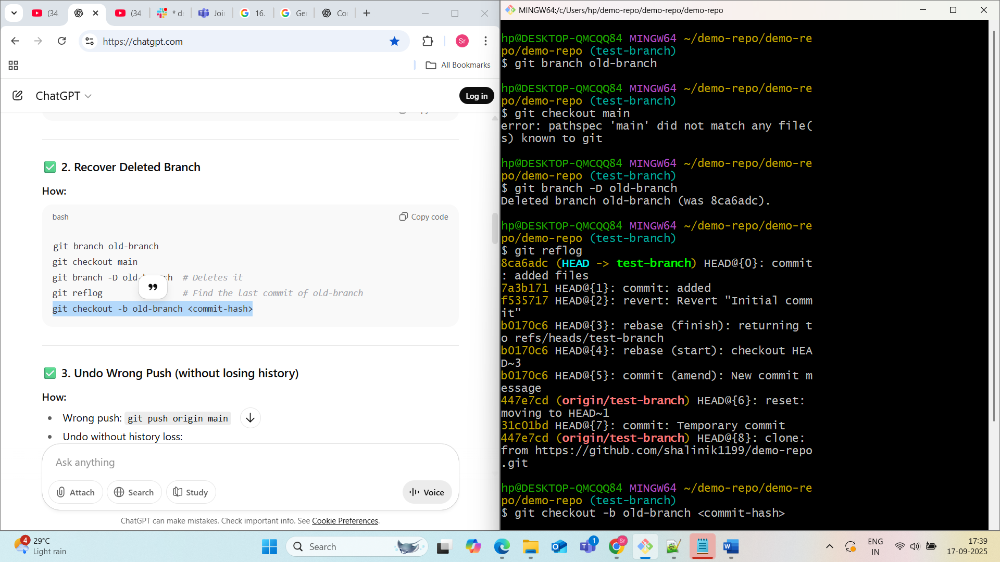 (34
(34
* d
Joi
16.
Ge
Co
https://chatgpt.com
Sr
All Bookmarks
ChatGPT
Log in
2. Recover Deleted Branch
How:
bash
Copy code
git branch old-branch
git checkout main
git branch -D old-branch # Deletes it
git reflog # Find the last commit of old-branch
git checkout -b old-branch <commit-hash>
3. Undo Wrong Push (without losing history)
How:
• Wrong push: git push origin main
• Undo without history loss:
Ask anything
Attach
Search
Study
Voice
ChatGPT can make mistakes. Check important info. See Cookie Preferences.
MINGW64:/c/Users/hp/demo-repo/demo-repo/demo-repo
hp@DESKTOP-QMCQQ84 MINGW64 ~/demo-repo/demo-re
po/demo-repo (test-branch)
$ git branch old-branch
hp@DESKTOP-QMCQQ84 MINGW64 ~/demo-repo/demo-re
po/demo-repo (test-branch)
$ git checkout main
error: pathspec 'main' did not match any file(
s) known to git
hp@DESKTOP-QMCQQ84 MINGW64 ~/demo-repo/demo-re
po/demo-repo (test-branch)
$ git branch -D old-branch
Deleted branch old-branch (was 8ca6adc).
hp@DESKTOP-QMCQQ84 MINGW64 ~/demo-repo/demo-re
po/demo-repo (test-branch)
$ git reflog
8ca6adc (HEAD -> test-branch) HEAD@{0}: commit
: added files
7a3b171 HEAD@{1}: commit: added
f535717 HEAD@{2}: revert: Revert "Initial comm
it"
b0170c6 HEAD@{3}: rebase (finish): returning t
o refs/heads/test-branch
b0170c6 HEAD@{4}: rebase (start): checkout HEA
D~3
b0170c6 HEAD@{5}: commit (amend): New commit m
essage
447e7cd (origin/test-branch) HEAD@{6}: reset:
moving to HEAD~1
31c01bd HEAD@{7}: commit: Temporary commit
447e7cd (origin/test-branch) HEAD@{8}: clone:
from https://github.com/shalinik1199/demo-repo
.git
hp@DESKTOP-QMCQQ84 MINGW64 ~/demo-repo/demo-re
po/demo-repo (test-branch)
$ git checkout -b old-branch <commit-hash>
4
29°C
Light rain
Search
1
Sr
ENG
IN
17:39
17-09-2025